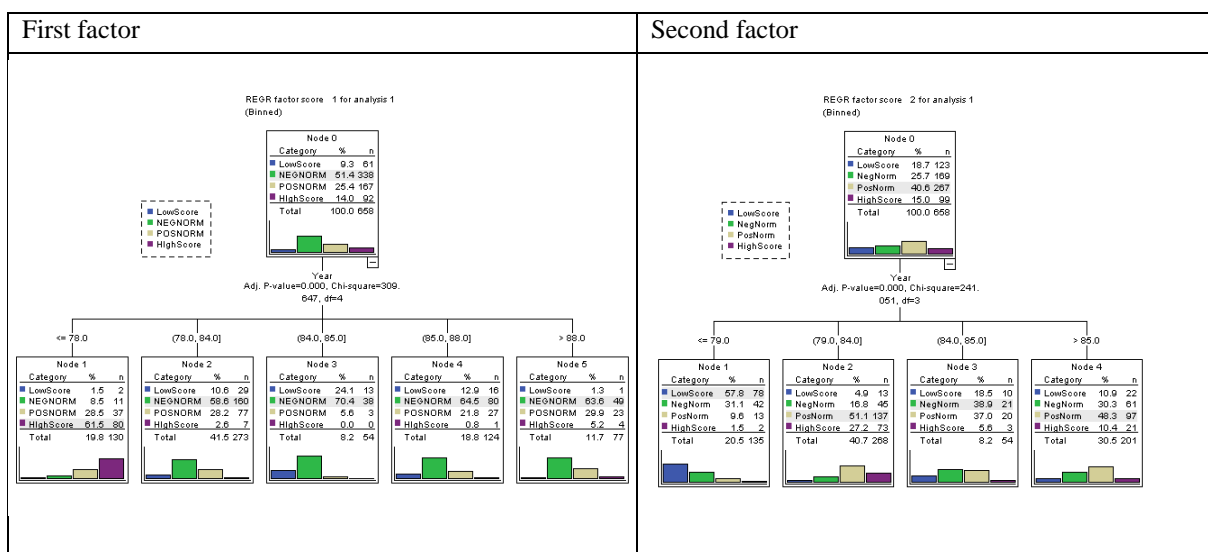 First factor
REGR factor score 1 for analysis 1
(Binned)
Node 0
Category % n
LowScore 9.3 61
NEGNORM 51.4 338
POSNORM 25.4 167
HIghScore 14.0 92
Total 100.0 658
LowScore
NEGNORM
POSNORM
HIghScore
Year
Adj. P-value=0.000, Chi-square=309.
647, df=4
<= 78.0
(78.0, 84.0]
(84.0, 85.0]
(85.0, 88.0]
> 88.0
Node 1
Category % n
LowScore 1.5 2
NEGNORM 8.5 11
POSNORM 28.5 37
HIghScore 61.5 80
Total 19.8 130
Node 2
Category % n
LowScore 10.6 29
NEGNORM 58.6 160
POSNORM 28.2 77
HIghScore 2.6 7
Total 41.5 273
Node 3
Category % n
LowScore 24.1 13
NEGNORM 70.4 38
POSNORM 5.6 3
HIghScore 0.0 0
Total 8.2 54
Node 4
Category % n
LowScore 12.9 16
NEGNORM 64.5 80
POSNORM 21.8 27
HIghScore 0.8 1
Total 18.8 124
Node 5
Category % n
LowScore 1.3 1
NEGNORM 63.6 49
POSNORM 29.9 23
HIghScore 5.2 4
Total 11.7 77
Second factor
REGR factor score 2 for analysis 1
(Binned)
Node 0
Category % n
LowScore 18.7 123
NegNorm 25.7 169
PosNorm 40.6 267
HighScore 15.0 99
Total 100.0 658
LowScore
NegNorm
PosNorm
HighScore
Year
Adj. P-value=0.000, Chi-square=241.
051, df=3
<= 79.0
(79.0, 84.0]
(84.0, 85.0]
> 85.0
Node 1
Category % n
LowScore 57.8 78
NegNorm 31.1 42
PosNorm 9.6 13
HighScore 1.5 2
Total 20.5 135
Node 2
Category % n
LowScore 4.9 13
NegNorm 16.8 45
PosNorm 51.1 137
HighScore 27.2 73
Total 40.7 268
Node 3
Category % n
LowScore 18.5 10
NegNorm 38.9 21
PosNorm 37.0 20
HighScore 5.6 3
Total 8.2 54
Node 4
Category % n
LowScore 10.9 22
NegNorm 30.3 61
PosNorm 48.3 97
HighScore 10.4 21
Total 30.5 201